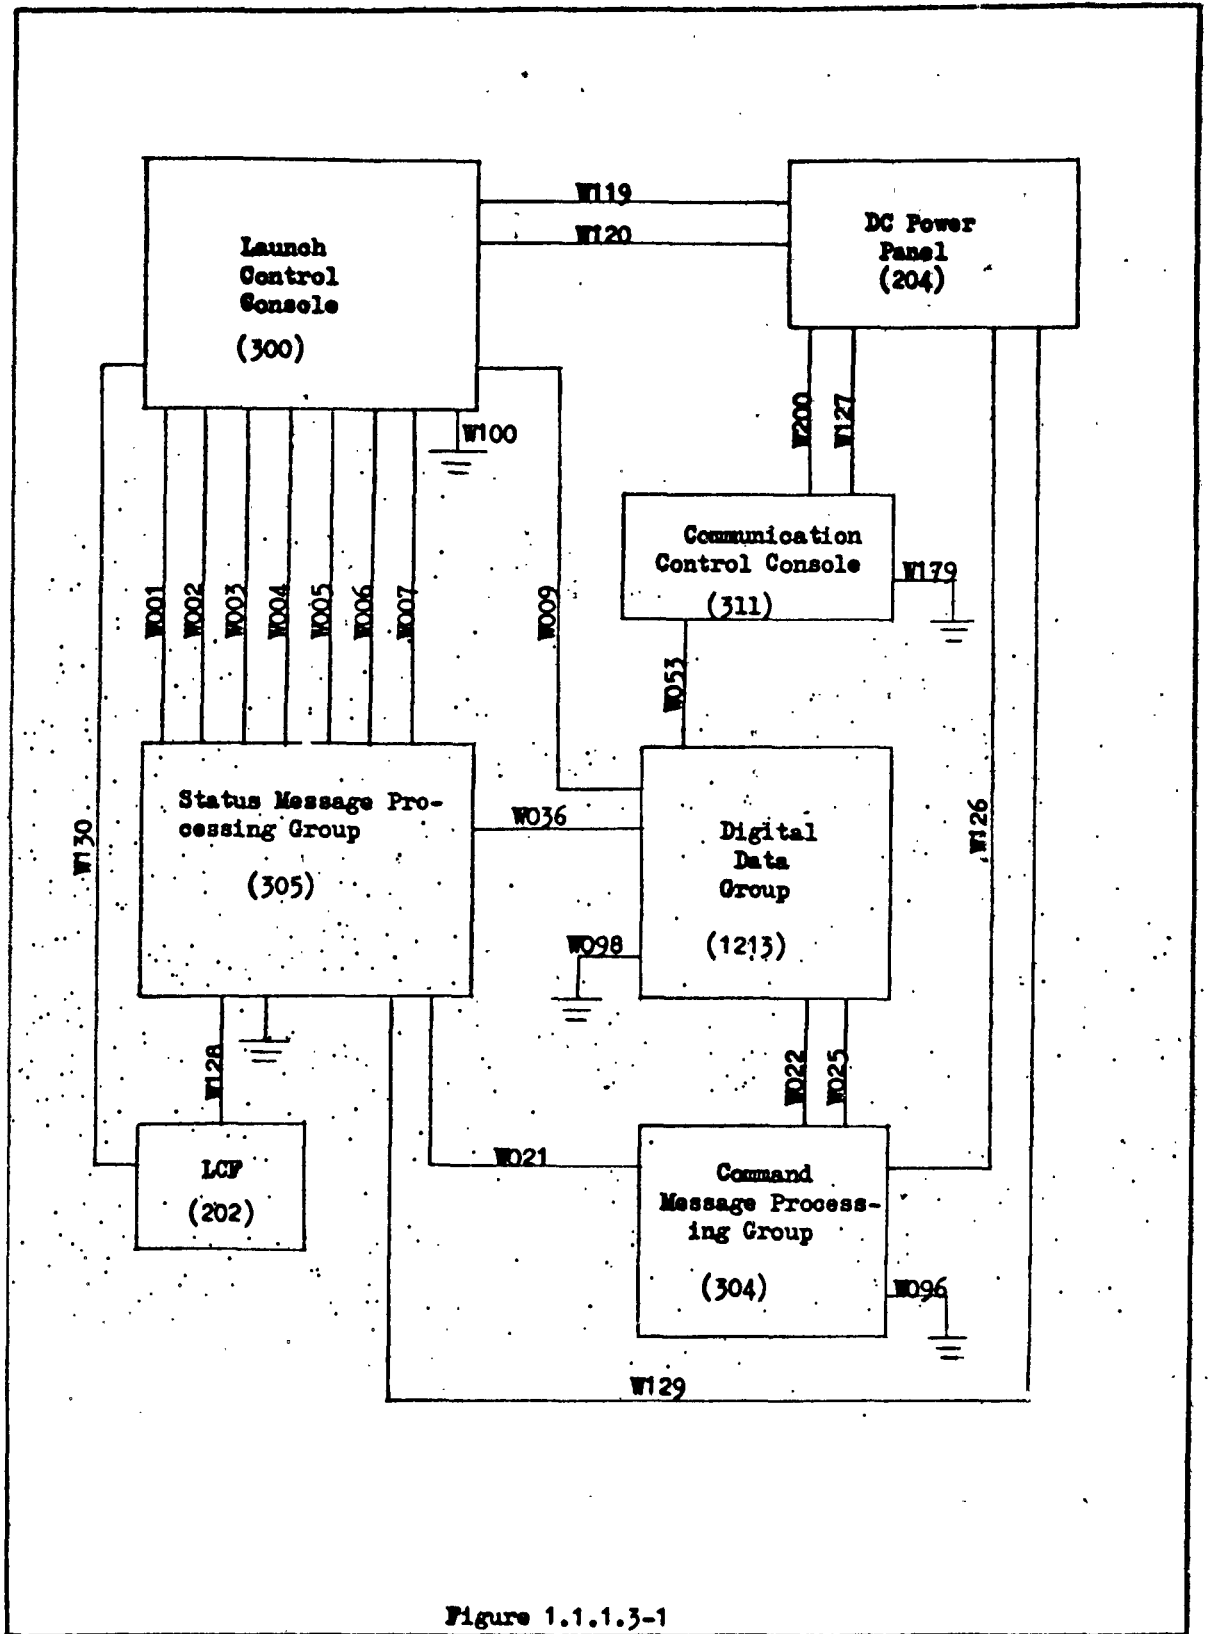 W119
W120
Launch
Control
Console
(300)
DC Power
Panel
(204)
W100
W200
W127
Communication
Control Console
(311)
W179
W001
W002
W003
W004
W005
W006
W007
W009
W053
W130
Status Message Pro-
cessing Group
(305)
W036
Digital
Data
Group
(1213)
W126
W098
W128
W022
W025
LCF
(202)
W021
Command
Message Process-
ing Group
(304)
W096
W129
Figure 1.1.1.3-1